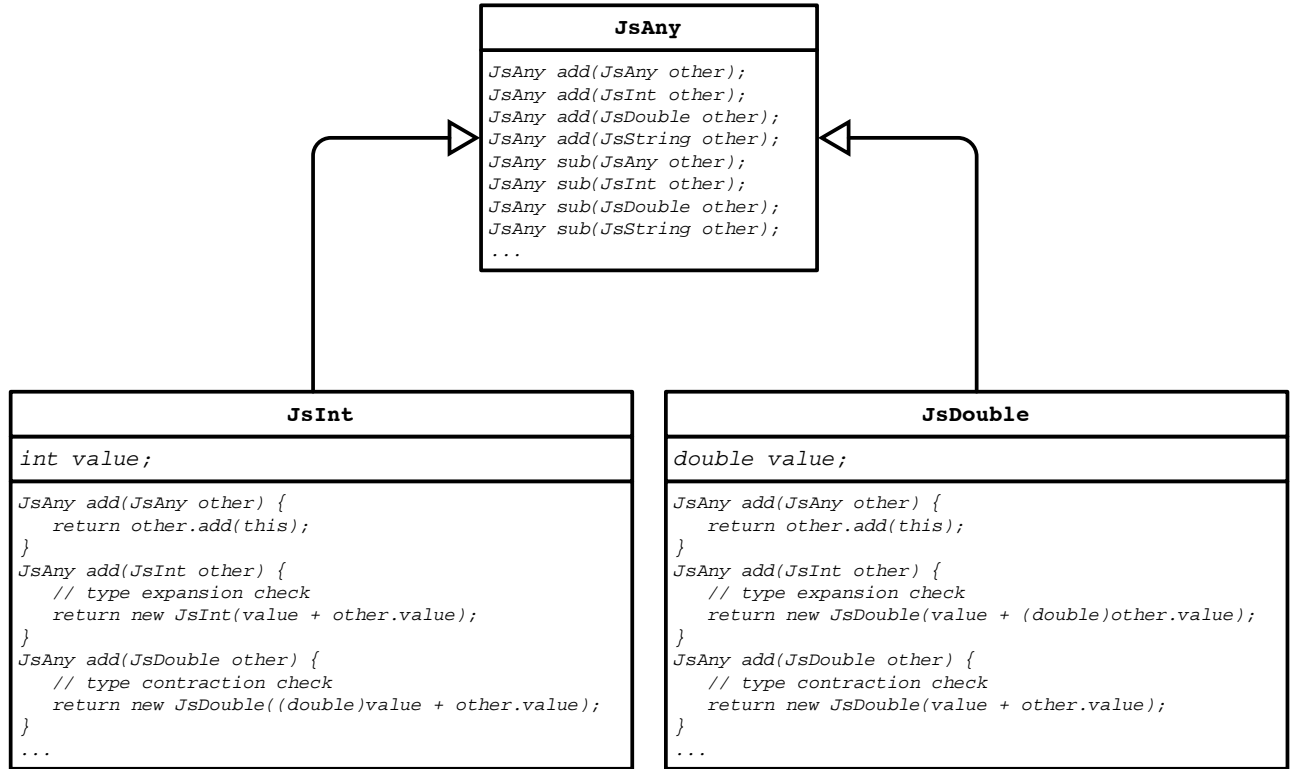 JsAny
JsAny add(JsAny other);
JsAny add(JsInt other);
JsAny add(JsDouble other);
JsAny add(JsString other);
JsAny sub(JsAny other);
JsAny sub(JsInt other);
JsAny sub(JsDouble other);
JsAny sub(JsString other);
...
JsInt
int value;
JsAny add(JsAny other) {
return other.add(this);
}
JsAny add(JsInt other) {
// type expansion check
return new JsInt(value + other.value);
}
JsAny add(JsDouble other) {
// type contraction check
return new JsDouble((double)value + other.value);
}
...
JsDouble
double value;
JsAny add(JsAny other) {
return other.add(this);
}
JsAny add(JsInt other) {
// type expansion check
return new JsDouble(value + (double)other.value);
}
JsAny add(JsDouble other) {
// type contraction check
return new JsDouble(value + other.value);
}
...